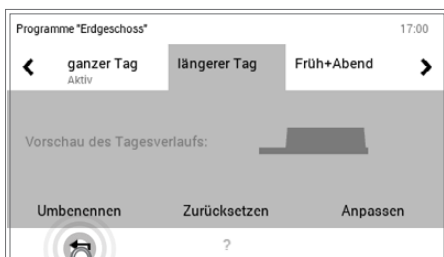 Programme "Erdgeschoss" 17:00
ganzer Tag längerer Tag Früh+Abend
Aktiv
Vorschau des Tagesverlaufs:
Umbenennen Zurücksetzen Anpassen
?